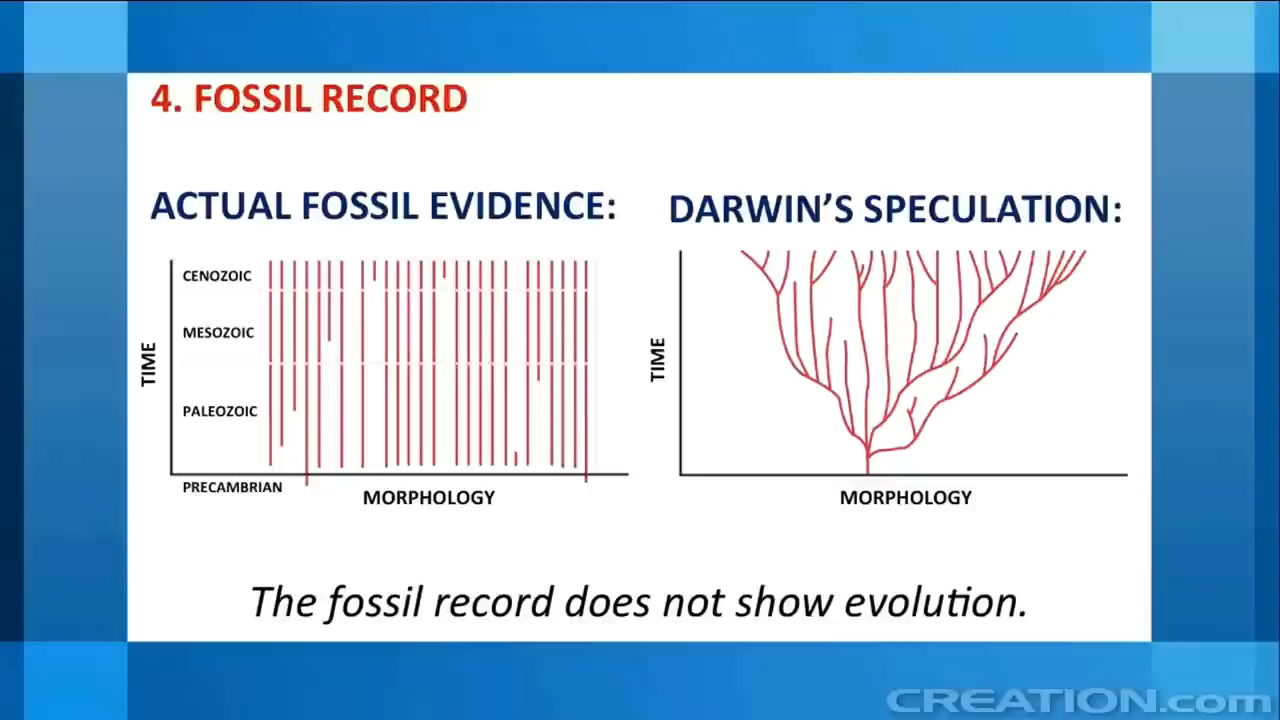 4. FOSSIL RECORD
ACTUAL FOSSIL EVIDENCE:
TIME
CENOZOIC
MESOZOIC
PALEOZOIC
PRECAMBRIAN
MORPHOLOGY
DARWIN'S SPECULATION:
TIME
MORPHOLOGY
The fossil record does not show evolution.
CREATION.com